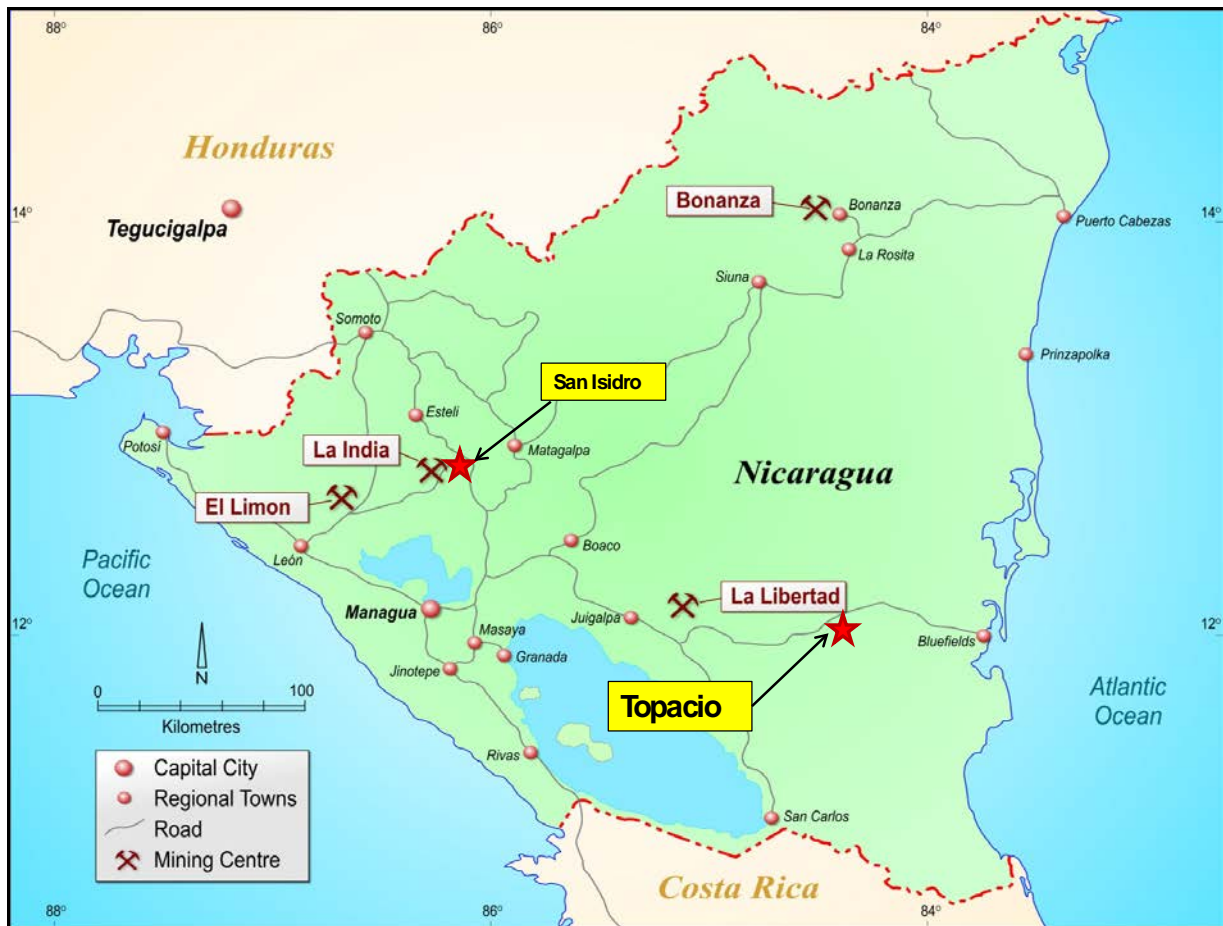 88°
86°
84°
Honduras
Tegucigalpa
14°
14°
Bonanza
Bonanza
Puerto Cabezas
La Rosita
Siuna
Somoto
Prinzapolka
San Isidro
Esteli
Potosi
Matagalpa
La India
Nicaragua
El Limon
León
Boaco
Pacific
Ocean
La Libertad
Managua
Juigalpa
12°
12°
Masaya
Bluefields
Granada
Jinotepe
N
0
100
Kilometres
Topacio
Atlantic
Ocean
Rivas
Capital City
Regional Towns
Road
Mining Centre
San Carlos
Costa Rica
88°
86°
84°